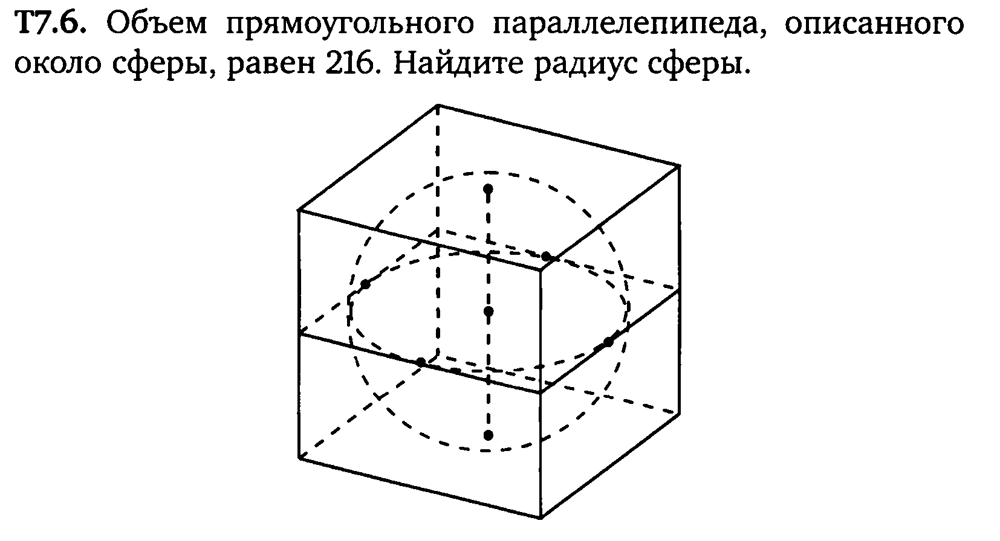 Т7.6. Объем прямоугольного параллелепипеда, описанного
около сферы, равен 216. Найдите радиус сферы.